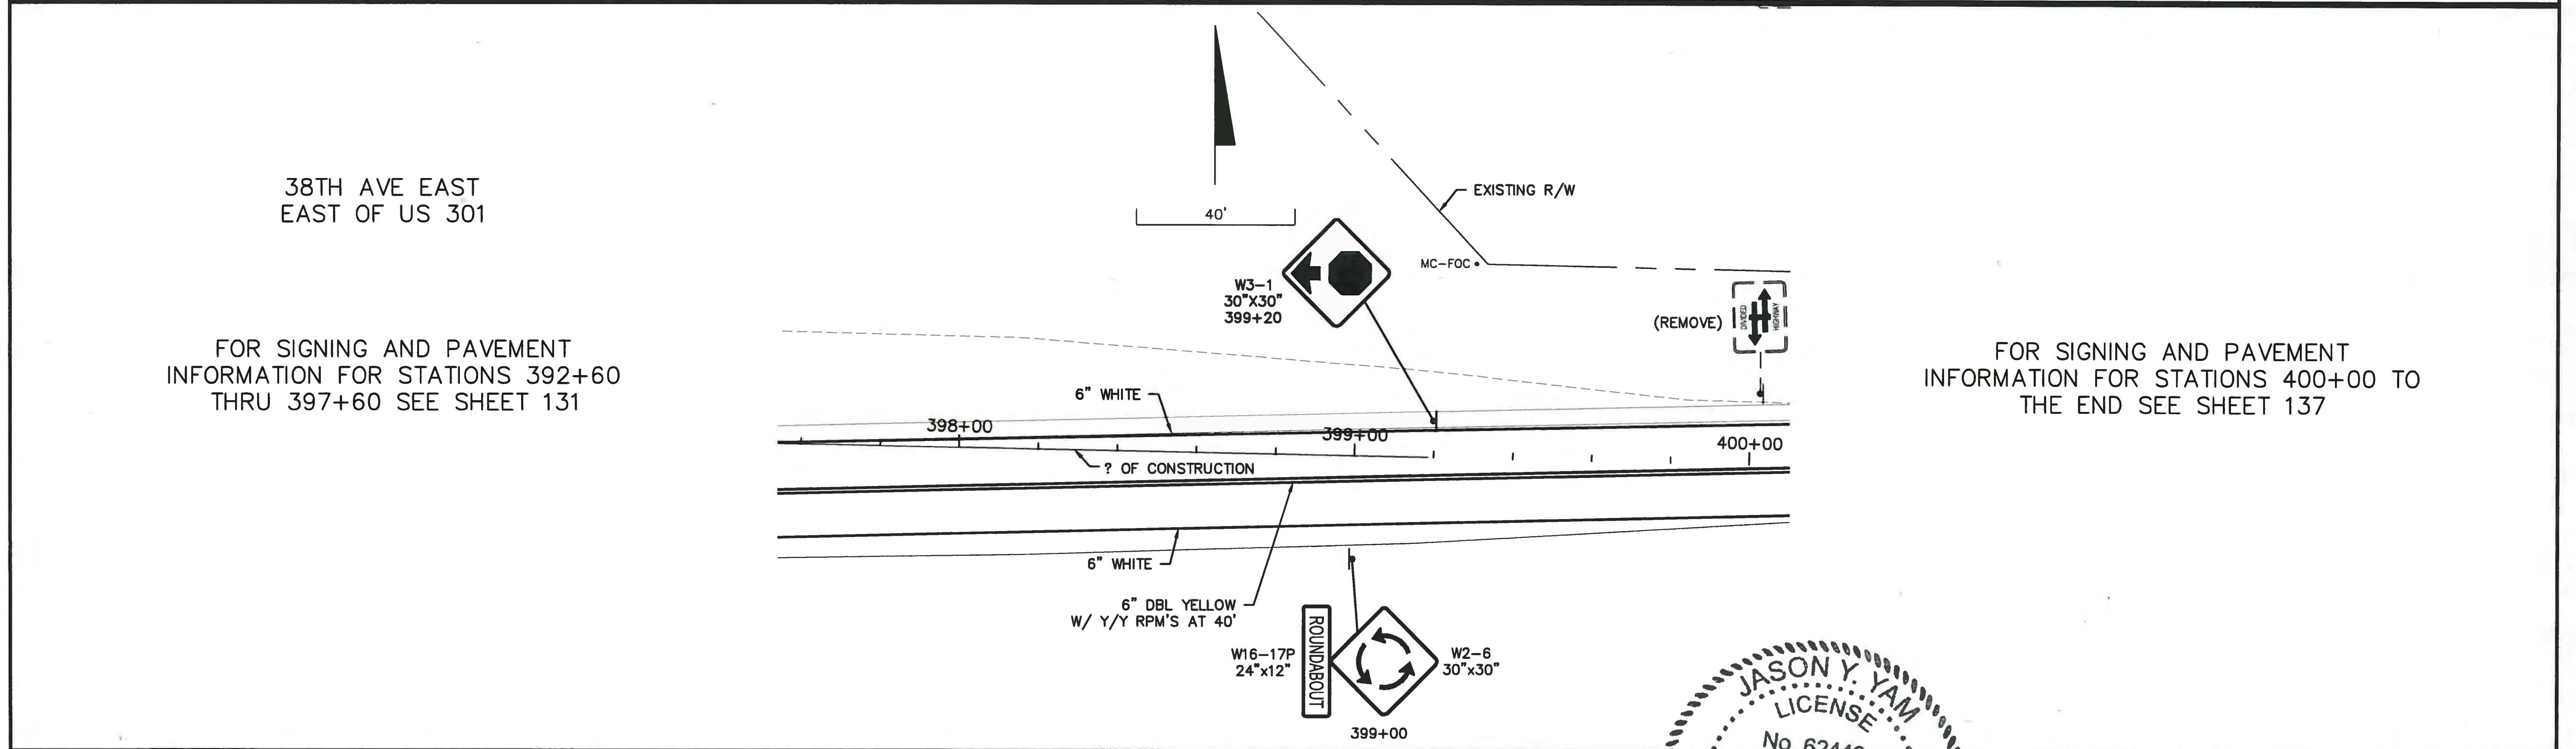 38TH AVE EAST
EAST OF US 301
FOR SIGNING AND PAVEMENT
INFORMATION FOR STATIONS 392+60
THRU 397+60 SEE SHEET 131
40'
EXISTING R/W
MC-FOC
W3-1
30"X30"
399+20
(REMOVE)
DIVIDED
HIGHWAY
6" WHITE
398+00
399+00
400+00
? OF CONSTRUCTION
6" WHITE
6" DBL YELLOW
W/ Y/Y RPM'S AT 40'
W16-17P
24"x12"
ROUNDABOUT
W2-6
30"x30"
399+00
FOR SIGNING AND PAVEMENT
INFORMATION FOR STATIONS 400+00 TO
THE END SEE SHEET 137
JASON Y. YAM
LICENSE
No